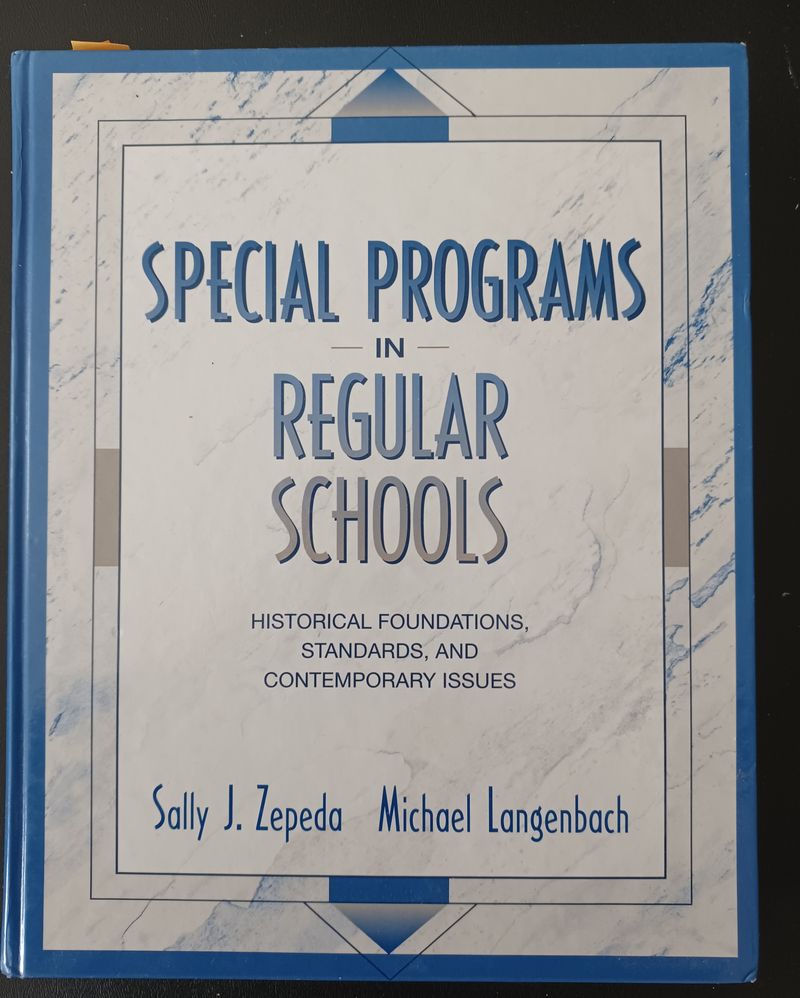 SPECIAL PROGRAMS
IN
REGULAR
SCHOOLS
HISTORICAL FOUNDATIONS,
STANDARDS, AND
CONTEMPORARY ISSUES
Sally J. Zepeda Michael Langenbach